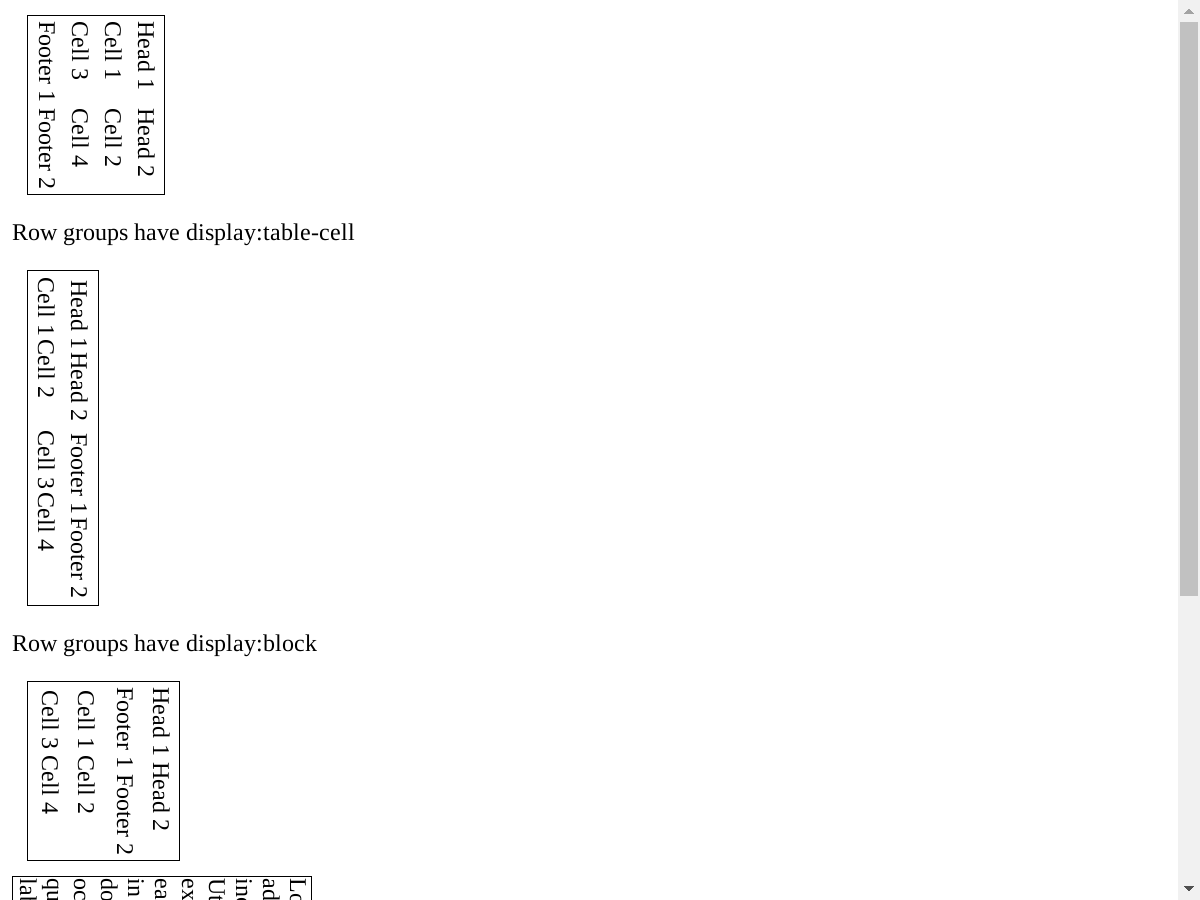 Head 1 Head 2
Cell 1 Cell 2
Cell 3 Cell 4
Footer 1 Footer 2
Row groups have display:table-cell
Head 1 Head 2 Footer 1 Footer 2
Cell 1 Cell 2 Cell 3 Cell 4
Row groups have display:block
Head 1 Head 2
Footer 1 Footer 2
Cell 1 Cell 2
Cell 3 Cell 4